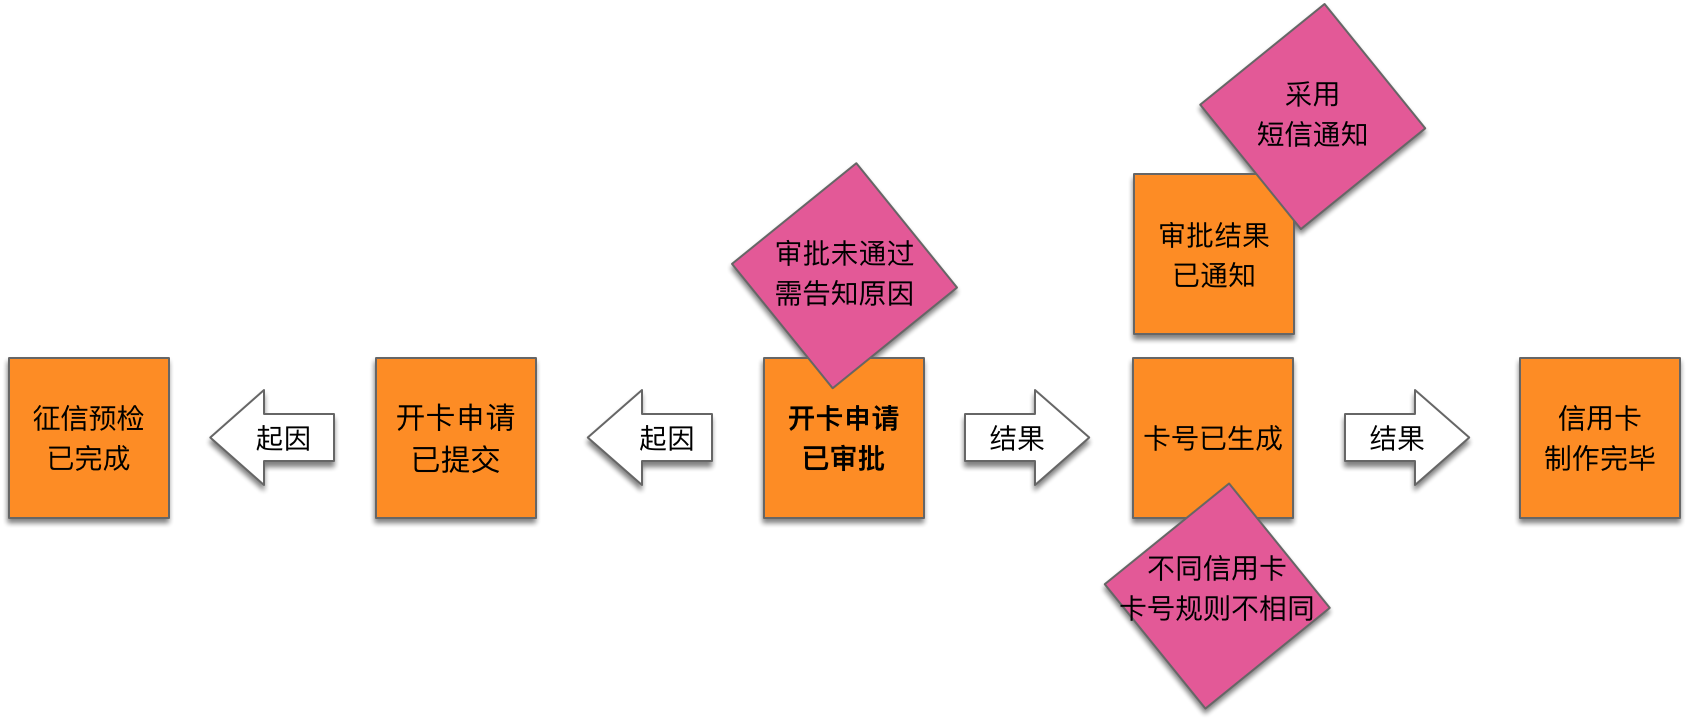 采用
短信通知
审批未通过
需告知原因
审批结果
已通知
征信预检
已完成
起因
开卡申请
已提交
起因
开卡申请
已审批
结果
卡号已生成
结果
信用卡
制作完毕
不同信用卡
卡号规则不相同